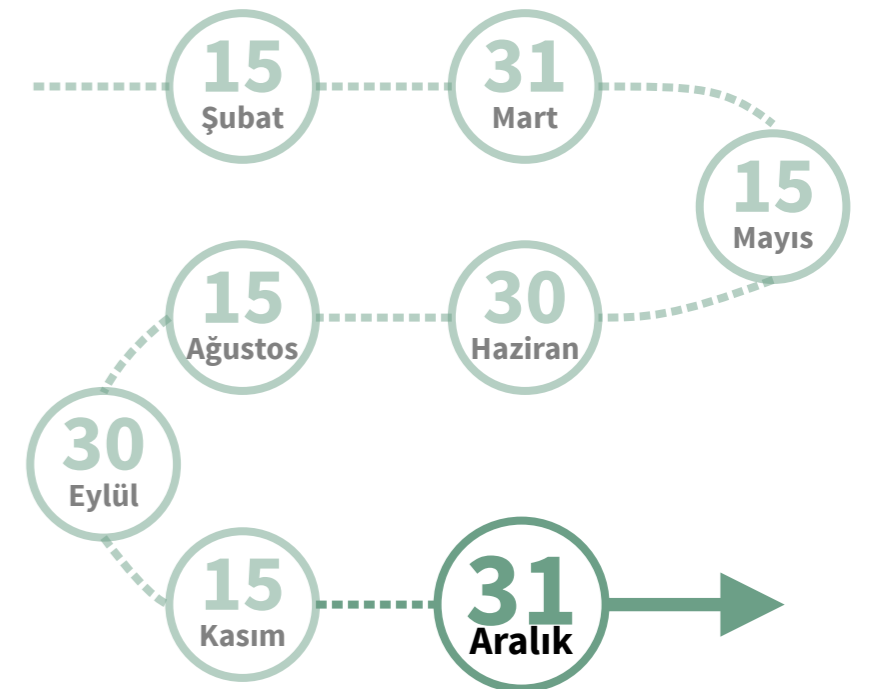 15
Şubat
31
Mart
15
Mayıs
30
Haziran
15
Ağustos
30
Eylül
15
Kasım
31
Aralık